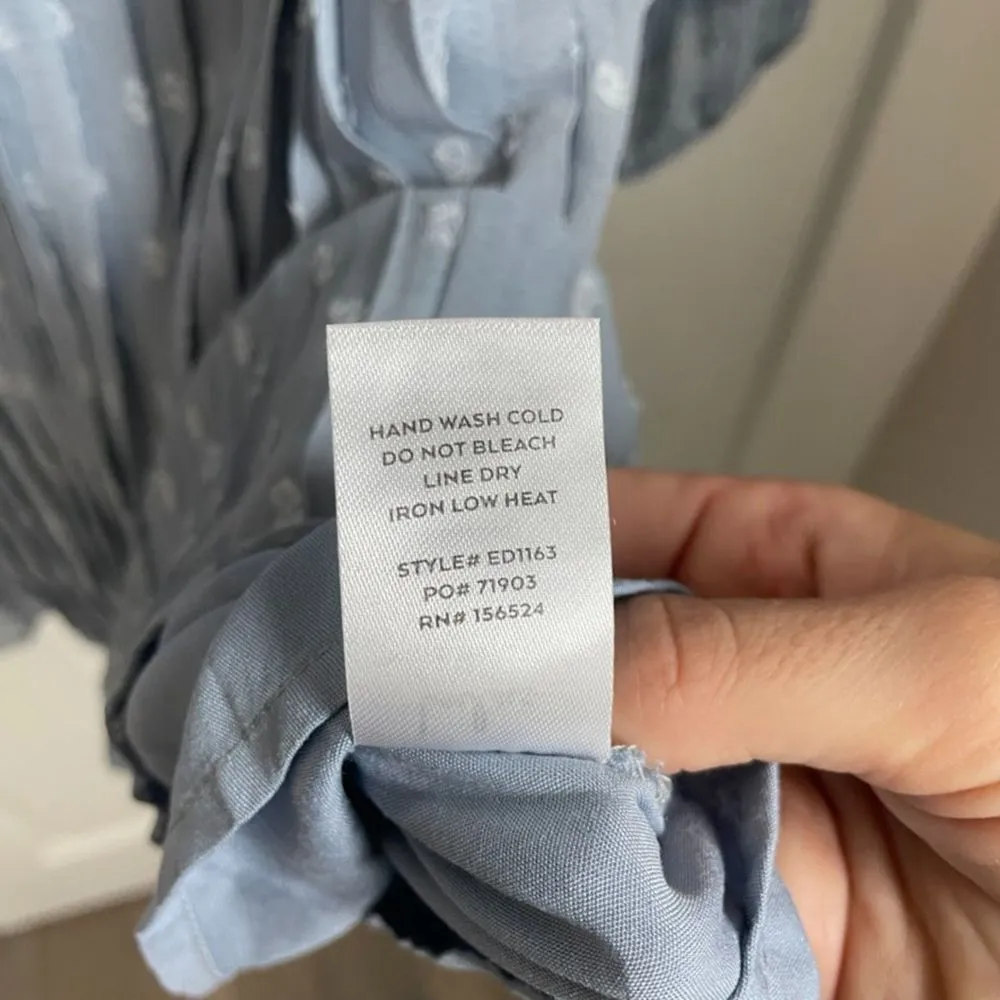 HAND WASH COLD
DO NOT BLEACH
LINE DRY
IRON LOW HEAT
STYLE# ED1163
PO# 71903
RN# 156524